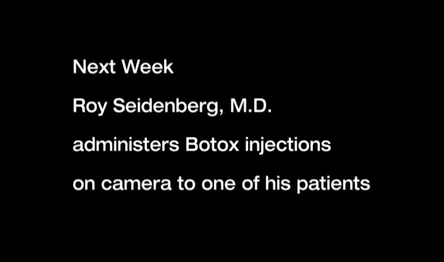 Next Week
Roy Seidenberg, M.D.
administers Botox injections
on camera to one of his patients